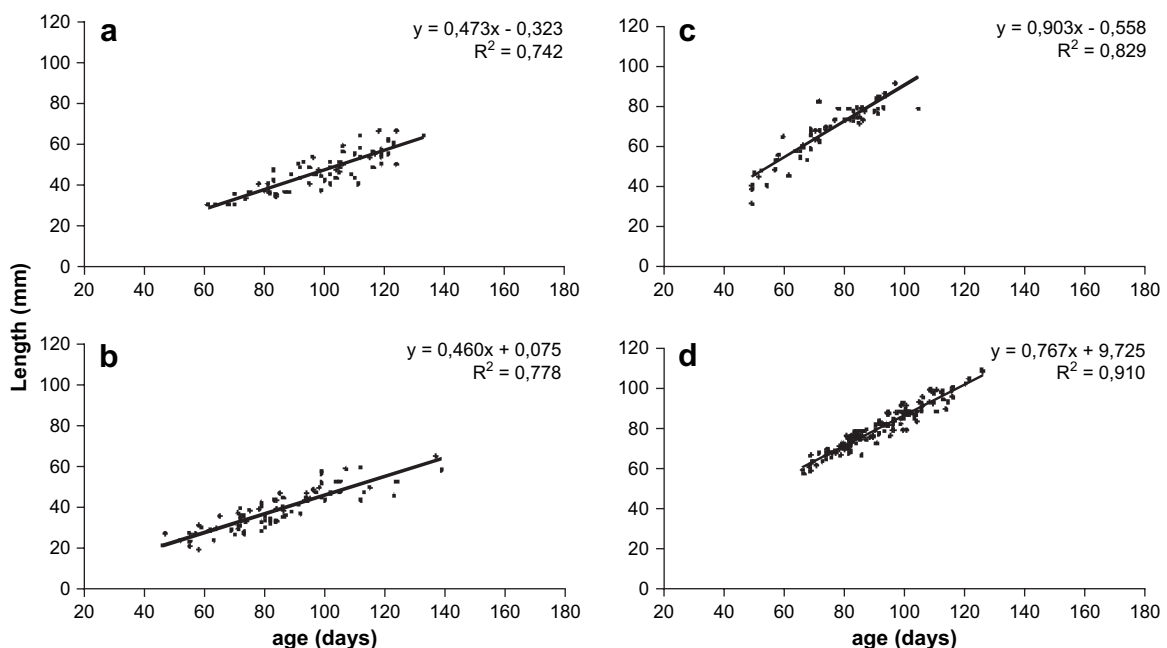 a
y = 0,473x - 0,323
R² = 0,742
120
100
80
60
40
20
0
20 40 60 80 100 120 140 160 180
c
y = 0,903x - 0,558
R² = 0,829
120
100
80
60
40
20
0
20 40 60 80 100 120 140 160 180
Length (mm)
b
y = 0,460x + 0,075
R² = 0,778
120
100
80
60
40
20
0
20 40 60 80 100 120 140 160 180
age (days)
d
y = 0,767x + 9,725
R² = 0,910
120
100
80
60
40
20
0
20 40 60 80 100 120 140 160 180
age (days)